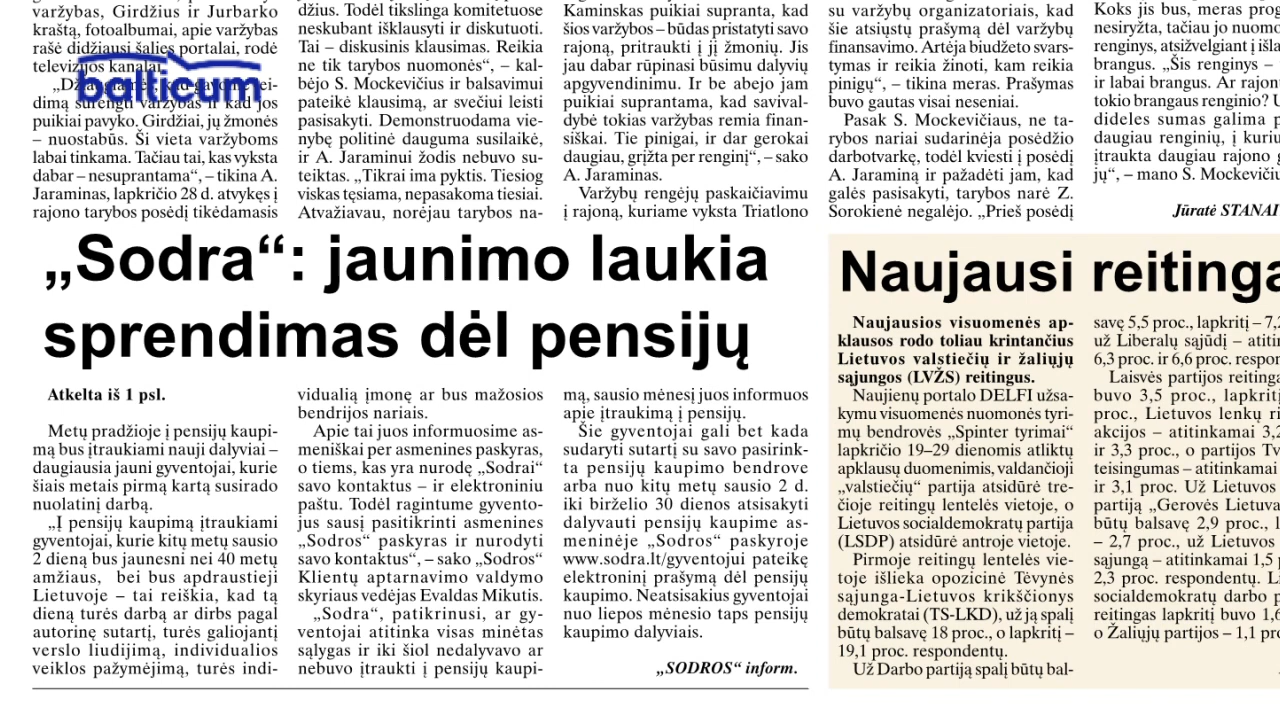 varžybas, Girdžius ir Jurbarko
kraštą, fotoalbumai, apie varžybas
rašė didžiausi šalies portalai, rodė
televizijos kanalai.
balticum
dimą surengti varžybas ir kad jos
puikiai pavyko. Girdžiai, jų žmonės
– nuostabūs. Ši vieta varžyboms
labai tinkama. Tačiau tai, kas vyksta
dabar – nesuprantama“, – tikina A.
Jaraminas, lapkričio 28 d. atvykęs į
rajono tarybos posėdį tikėdamasis
džius. Todėl tikslinga komitetuose
neskubant išklausyti ir diskutuoti.
Tai – diskusinis klausimas. Reikia
ne tik tarybos nuomonės“, – kal-
bėjo S. Mockevičius ir balsavimui
pateikė klausimą, ar svečiui leisti
pasisakyti. Demonstruodama vie-
nybę politinė dauguma susilaikė,
ir A. Jaraminui žodis nebuvo su-
teiktas. „Tikrai ima pyktis. Tiesiog
viskas tęsiama, nepasakoma tiesiai.
Atvažiavau, norėjau tarybos na-
Kaminskas puikiai supranta, kad
šios varžybos – būdas pristatyti savo
rajoną, pritraukti į jį žmonių. Jis
jau dabar rūpinasi būsimu dalyvių
apgyvendinimu. Ir be abejo jam
puikiai suprantama, kad savival-
dybė tokias varžybas remia finan-
siškai. Tie pinigai, ir dar gerokai
daugiau, grįžta per renginį“, – sako
A. Jaraminas.
Varžybų rengėjų paskaičiavimu
į rajoną, kuriame vyksta Triatlono
su varžybų organizatoriais, kad
šie atsiųstų prašymą dėl varžybų
finansavimo. Artėja biudžeto svars-
tymas ir reikia žinoti, kam reikia
pinigų“, – tikina meras. Prašymas
buvo gautas visai neseniai.
Pasak S. Mockevičiaus, ne ta-
rybos nariai sudarinėja posėdžio
darbotvarkę, todėl kviesti į posėdį
A. Jaraminą ir pažadėti jam, kad
galės pasisakyti, tarybos narė Z.
Sorokienė negalėjo. „Prieš posėdį
Koks jis bus, meras prog
nesiryžta, tačiau jo nuomo
renginys, atsižvelgiant į išla
brangus. „Šis renginys –
ir labai brangus. Ar rajonu
tokio brangaus renginio? U
dideles sumas galima p
daugiau renginių, į kuriu
įtraukta daugiau rajono g
jų“, – mano S. Mockevičiu
Jūratė STANAI
„Sodra“: jaunimo laukia
sprendimas dėl pensijų
Atkelta iš 1 psl.
Metų pradžioje į pensijų kaupi-
mą bus įtraukiami nauji dalyviai –
daugiausia jauni gyventojai, kurie
šiais metais pirmą kartą susirado
nuolatinį darbą.
„Į pensijų kaupimą įtraukiami
gyventojai, kurie kitų metų sausio
2 dieną bus jaunesni nei 40 metų
amžiaus, bei bus apdraustieji
Lietuvoje – tai reiškia, kad tą
dieną turės darbą ar dirbs pagal
autorinę sutartį, turės galiojantį
verslo liudijimą, individualios
veiklos pažymėjimą, turės indi-
vidualią įmonę ar bus mažosios
bendrijos nariais.
Apie tai juos informuosime as-
meniškai per asmenines paskyras,
o tiems, kas yra nurodę „Sodrai“
savo kontaktus – ir elektroniniu
paštu. Todėl ragintume gyvento-
jus sausį pasitikrinti asmenines
„Sodros“ paskyras ir nurodyti
savo kontaktus“, – sako „Sodros“
Klientų aptarnavimo valdymo
skyriaus vedėjas Evaldas Mikutis.
„Sodra“, patikrinusi, ar gy-
ventojai atitinka visas minėtas
sąlygas ir iki šiol nedalyvavo ar
nebuvo įtraukti į pensijų kaupi-
mą, sausio mėnesį juos informuos
apie įtraukimą į pensijų.
Šie gyventojai gali bet kada
sudaryti sutartį su savo pasirink-
ta pensijų kaupimo bendrove
arba nuo kitų metų sausio 2 d.
iki birželio 30 dienos atsisakyti
dalyvauti pensijų kaupime as-
meninėje „Sodros“ paskyroje
www.sodra.lt/gyventojui pateikę
elektroninį prašymą dėl pensijų
kaupimo. Neatsisakius gyventojai
nuo liepos mėnesio taps pensijų
kaupimo dalyviais.
„SODROS“ inform.
Naujausi reitinga
Naujausios visuomenės ap-
klausos rodo toliau krintančius
Lietuvos valstiečių ir žaliųjų
sąjungos (LVŽS) reitingus.
Naujienų portalo DELFI užsa-
kymu visuomenės nuomonės tyri-
mų bendrovės „Spinter tyrimai“
lapkričio 19–29 dienomis atliktų
apklausų duomenimis, valdančioji
„valstiečių“ partija atsidūrė tre-
čioje reitingų lentelės vietoje, o
Lietuvos socialdemokratų partija
(LSDP) atsidūrė antroje vietoje.
Pirmoje reitingų lentelės vie-
toje išlieka opozicinė Tėvynės
sąjunga-Lietuvos krikščionys
demokratai (TS-LKD), už ją spalį
būtų balsavę 18 proc., o lapkritį –
19,1 proc. respondentų.
Už Darbo partiją spalį būtų bal-
savę 5,5 proc., lapkritį – 7,2
už Liberalų sąjūdį – atitin
6,3 proc. ir 6,6 proc. respon
Laisvės partijos reitinga
buvo 3,5 proc., lapkritį
proc., Lietuvos lenkų ri
akcijos – atitinkamai 3,2
ir 3,3 proc., o partijos Tv
teisingumas – atitinkamai
ir 3,1 proc. Už Lietuvos
partiją „Gerovės Lietuva
būtų balsavę 2,9 proc., l
– 2,7 proc., už Lietuvos
sąjungą – atitinkamai 1,5 p
2,3 proc. respondentų. Li
socialdemokratų darbo p
reitingas lapkritį buvo 1,6
o Žaliųjų partijos – 1,1 pro